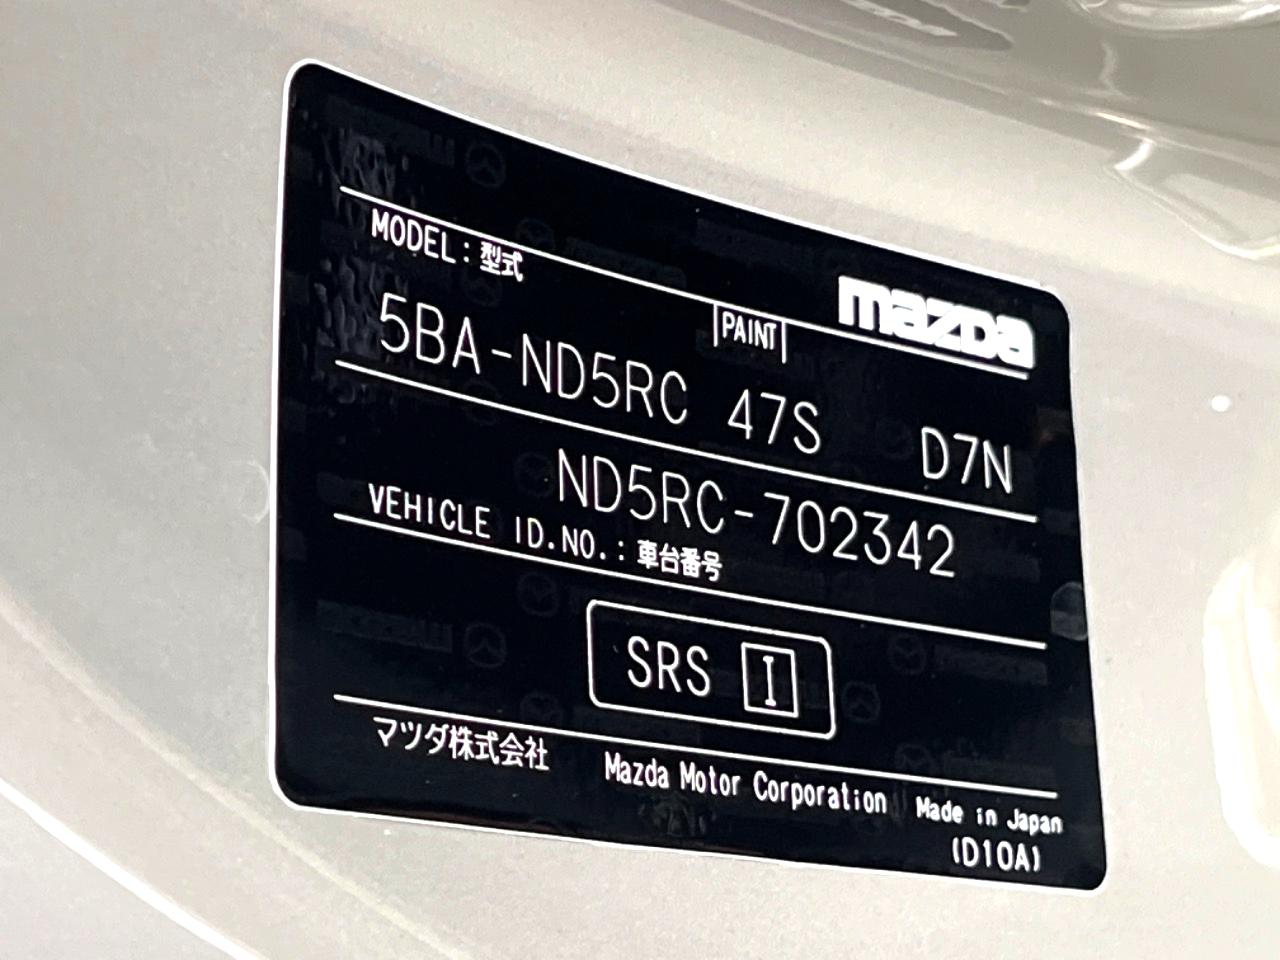 mazda
MODEL:型式
PAINT
5BA-ND5RC 47S D7N
ND5RC-702342
VEHICLE ID.NO.:車台番号
SRS I
マツダ株式会社 Mazda Motor Corporation Made in Japan
(D10A)